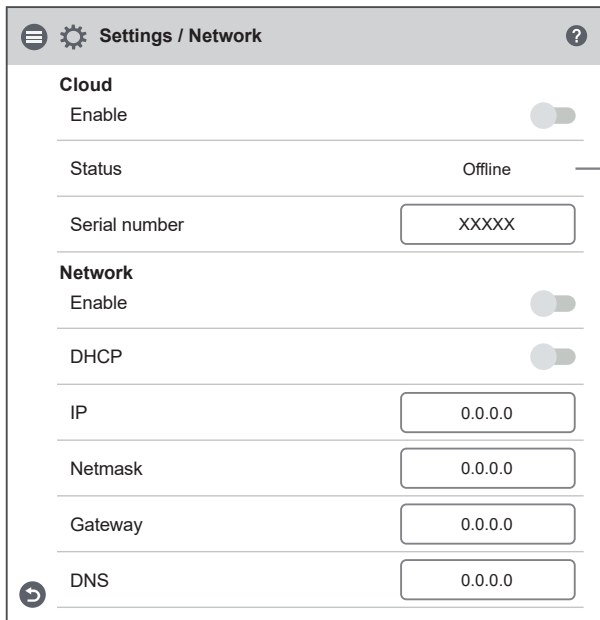 Settings / Network ?
Cloud
Enable
Status Offline
Serial number XXXXX
Network
Enable
DHCP
IP 0.0.0.0
Netmask 0.0.0.0
Gateway 0.0.0.0
DNS 0.0.0.0